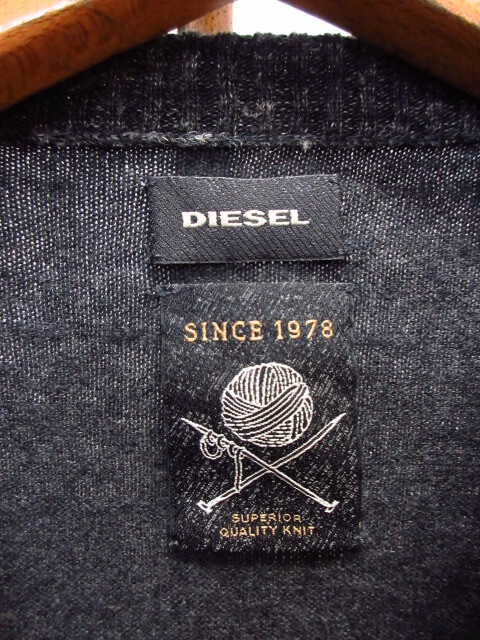 DIESEL
SINCE 1978
SUPERIOR
QUALITY KNIT